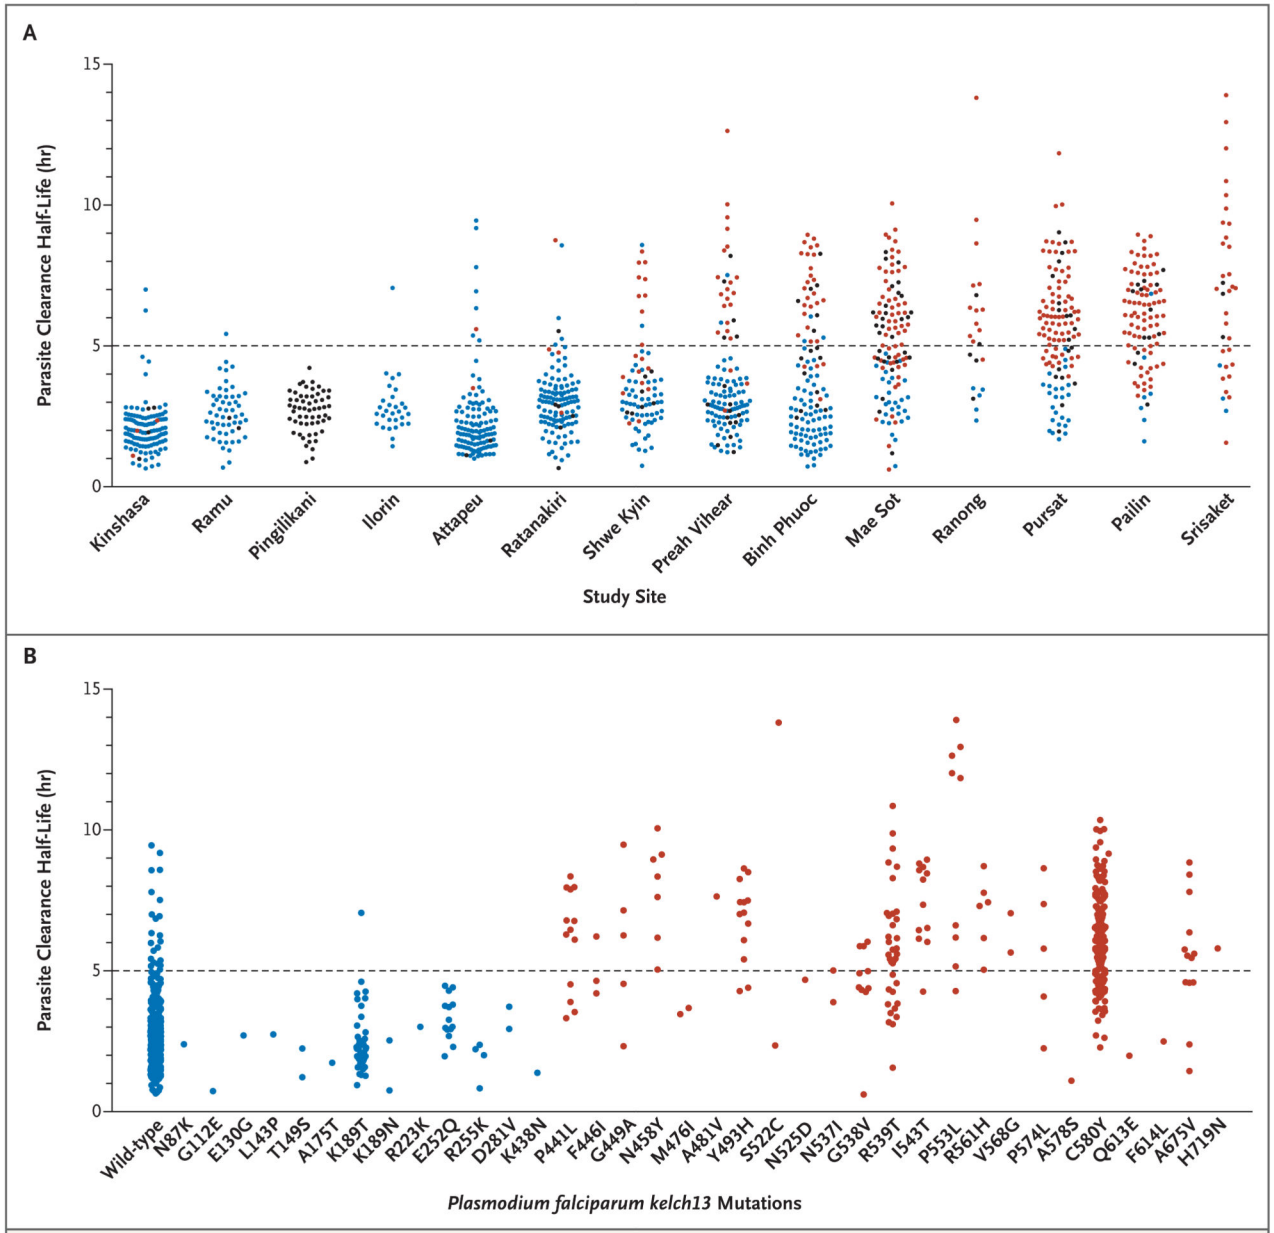 A
15
10
5
0
Parasite Clearance Half-Life (hr)
Kinshasa
Ramu
Pingilikani
Ilorin
Attapeu
Ratanakiri
Shwe Kyin
Preah Vihear
Binh Phuoc
Mae Sot
Ranong
Pursat
Pailin
Srisaket
Study Site
B
15
10
5
0
Parasite Clearance Half-Life (hr)
Wild-type
N87K
G112E
E130G
L143P
T149S
A175T
K189T
K189N
R223K
E252Q
R255K
D281V
K438N
P441L
F446I
G449A
N458Y
M476I
A481V
Y493H
S522C
N525D
N537I
G538V
R539T
I543T
P553L
R561H
V568G
P574L
A578S
C580Y
Q613E
F614L
A675V
H719N
Plasmodium falciparum kelch13 Mutations